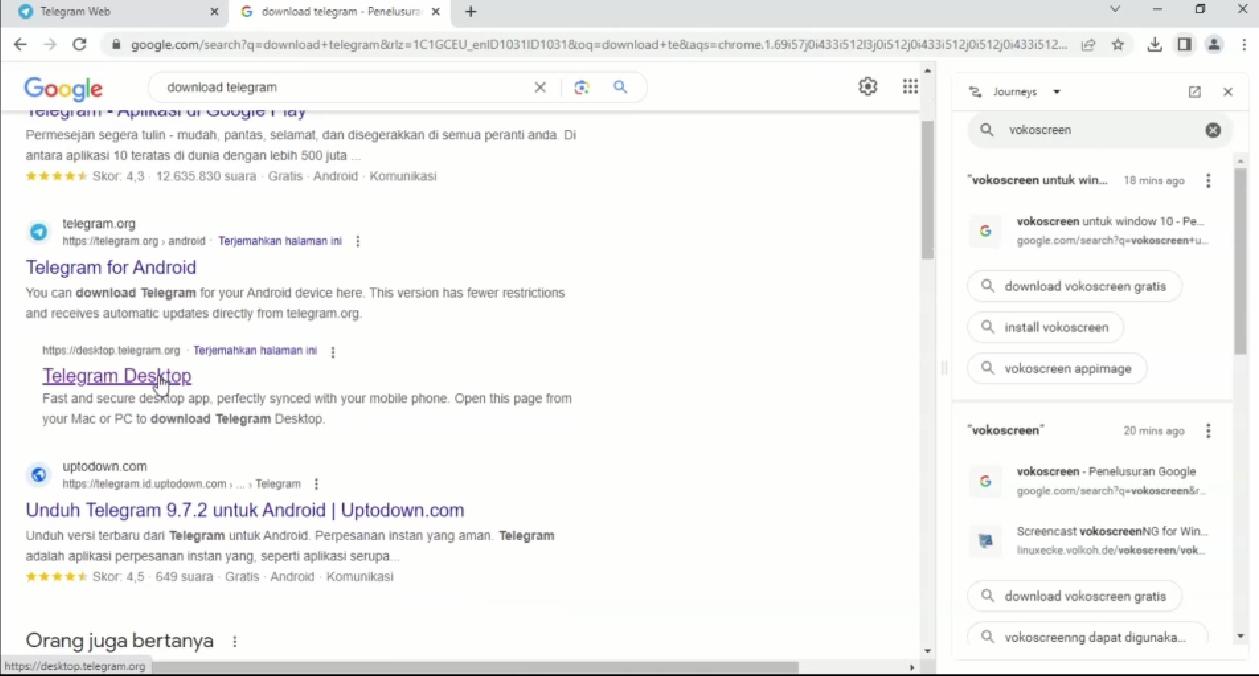 Telegram Web
download telegram - Penelusura
google.com/search?q=download+telegram&rlz=1C1GCEU_enID1031ID1031&oq=download+te&aqs=chrome.1.69i57j0i433i512l3j0i512j0i433i512j0i512j0i433i512...
Google
download telegram
Telegram - Aplikasi di Google Play
Permesejan segera tulin - mudah, pantas, selamat, dan disegerakkan di semua peranti anda. Di
antara aplikasi 10 teratas di dunia dengan lebih 500 juta ...
Skor: 4,3 · 12.635.830 suara · Gratis · Android · Komunikasi
telegram.org
https://telegram.org › android · Terjemahkan halaman ini
Telegram for Android
You can download Telegram for your Android device here. This version has fewer restrictions
and receives automatic updates directly from telegram.org.
https://desktop.telegram.org · Terjemahkan halaman ini
Telegram Desktop
Fast and secure desktop app, perfectly synced with your mobile phone. Open this page from
your Mac or PC to download Telegram Desktop.
uptodown.com
https://telegram.id.uptodown.com › ... › Telegram
Unduh Telegram 9.7.2 untuk Android | Uptodown.com
Unduh versi terbaru dari Telegram untuk Android. Perpesanan instan yang aman. Telegram
adalah aplikasi perpesanan instan yang, seperti aplikasi serupa...
Skor: 4,5 · 649 suara · Gratis · Android · Komunikasi
Orang juga bertanya
https://desktop.telegram.org
Journeys
vokoscreen
"vokoscreen untuk win... 18 mins ago
vokoscreen untuk window 10 - Pe...
google.com/search?q=vokoscreen+u...
download vokoscreen gratis
install vokoscreen
vokoscreen appimage
"vokoscreen" 20 mins ago
vokoscreen - Penelusuran Google
google.com/search?q=vokoscreen&r...
Screencast vokoscreenNG for Win...
linuxecke.volkoh.de/vokoscreen/vok...
download vokoscreen gratis
vokoscreenng dapat digunaka...